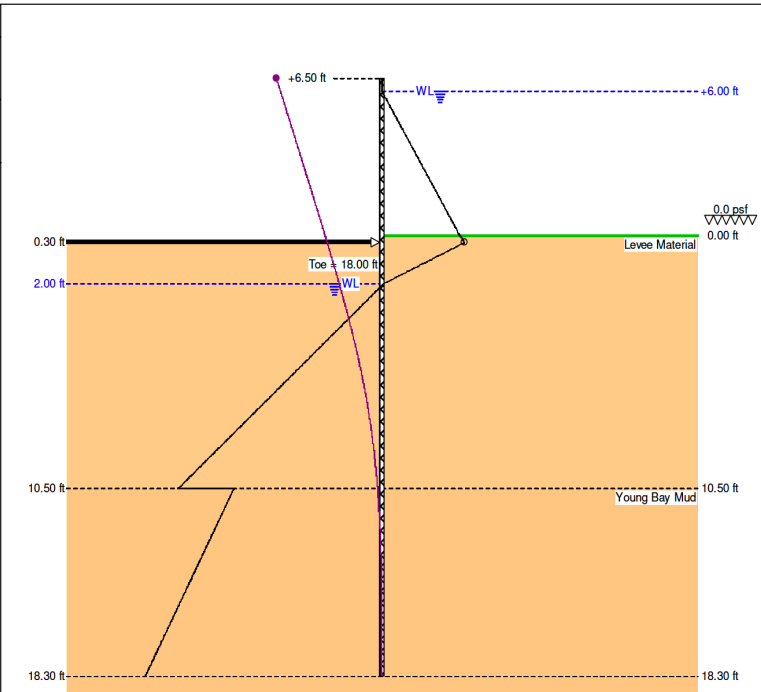 +6.50 ft
WL
+6.00 ft
0.0 psf
0.00 ft
0.30 ft
Levee Material
Toe = 18.00 ft
2.00 ft
WL
10.50 ft
10.50 ft
Young Bay Mud
18.30 ft
18.30 ft